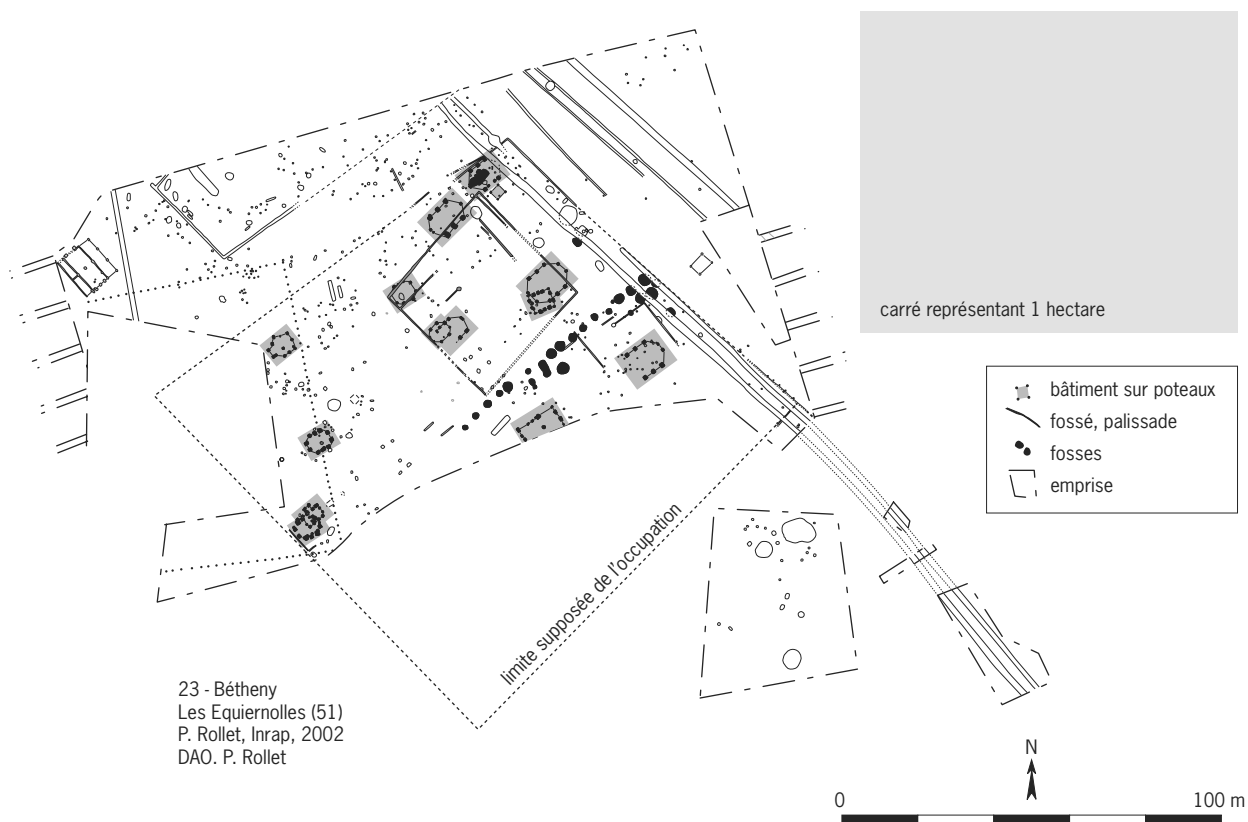 carré représentant 1 hectare
bâtiment sur poteaux
fossé, palissade
fosses
emprise
limite supposée de l'occupation
23 - Bétheny
Les Equiernolles (51)
P. Rollet, Inrap, 2002
DAO. P. Rollet
N
0 100 m